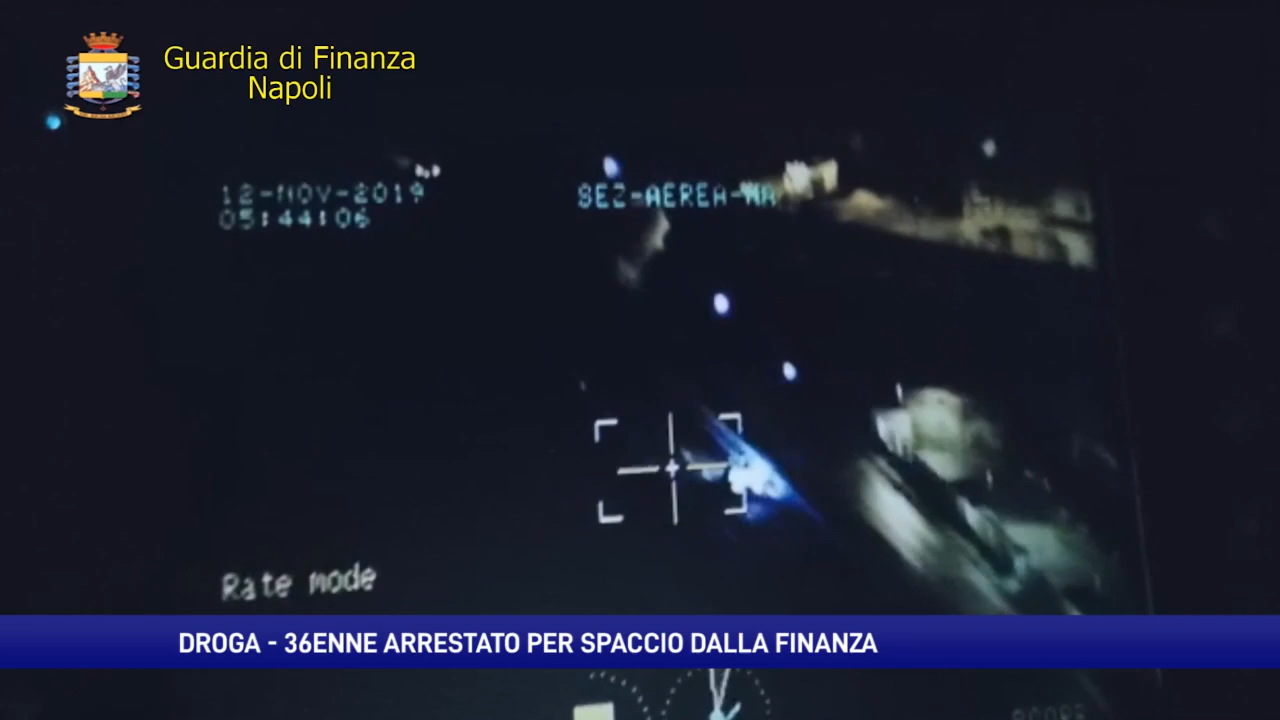 Guardia di Finanza
Napoli
12-NOV-2019
05:44:06
SEZ-AEREA-NA
Rate mode
DROGA - 36ENNE ARRESTATO PER SPACCIO DALLA FINANZA